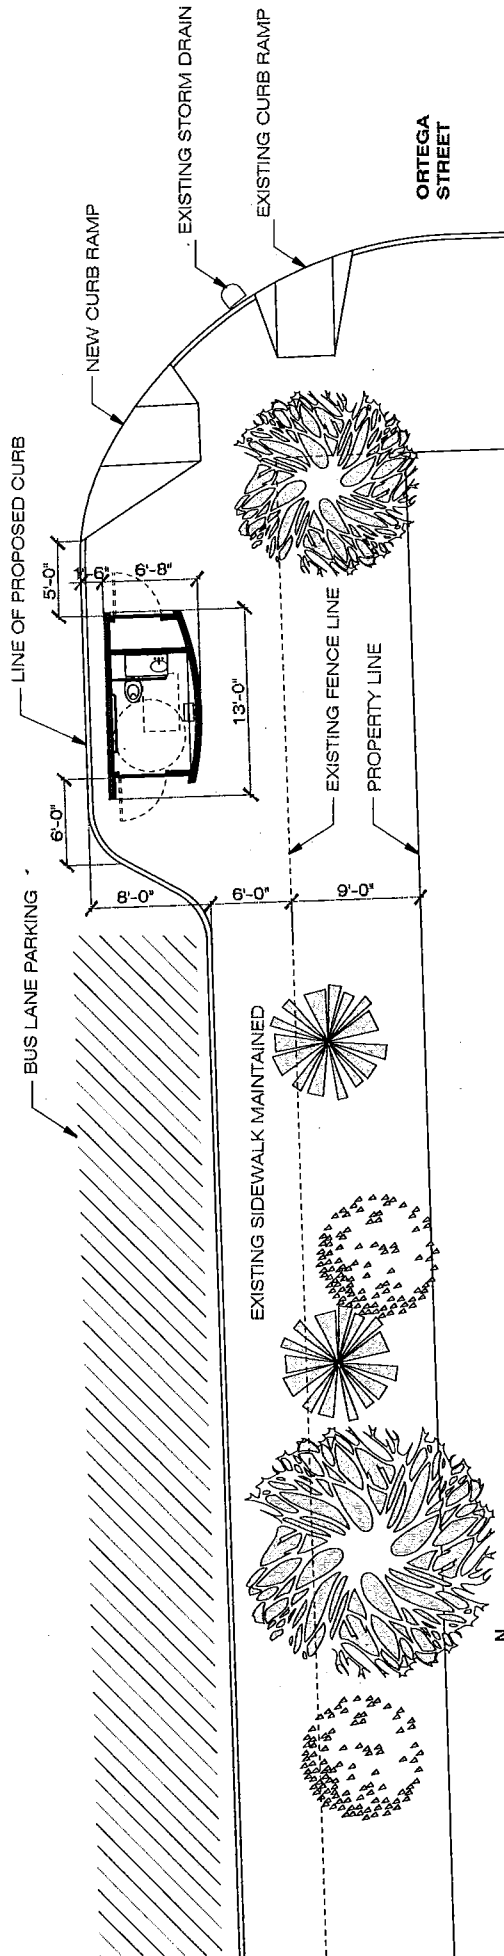 BUS LANE PARKING
LINE OF PROPOSED CURB
NEW CURB RAMP
EXISTING STORM DRAIN
EXISTING CURB RAMP
ORTEGA
STREET
6'-0"
5'-0"
1'-6"
6'-8"
13'-0"
8'-0"
6'-0"
9'-0"
EXISTING FENCE LINE
PROPERTY LINE
EXISTING SIDEWALK MAINTAINED
N